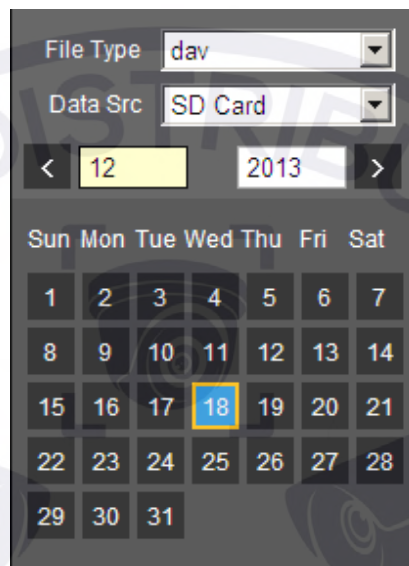 File Type dav
Data Src SD Card
< 12 2013 >
Sun Mon Tue Wed Thu Fri Sat
1 2 3 4 5 6 7
8 9 10 11 12 13 14
15 16 17 18 19 20 21
22 23 24 25 26 27 28
29 30 31